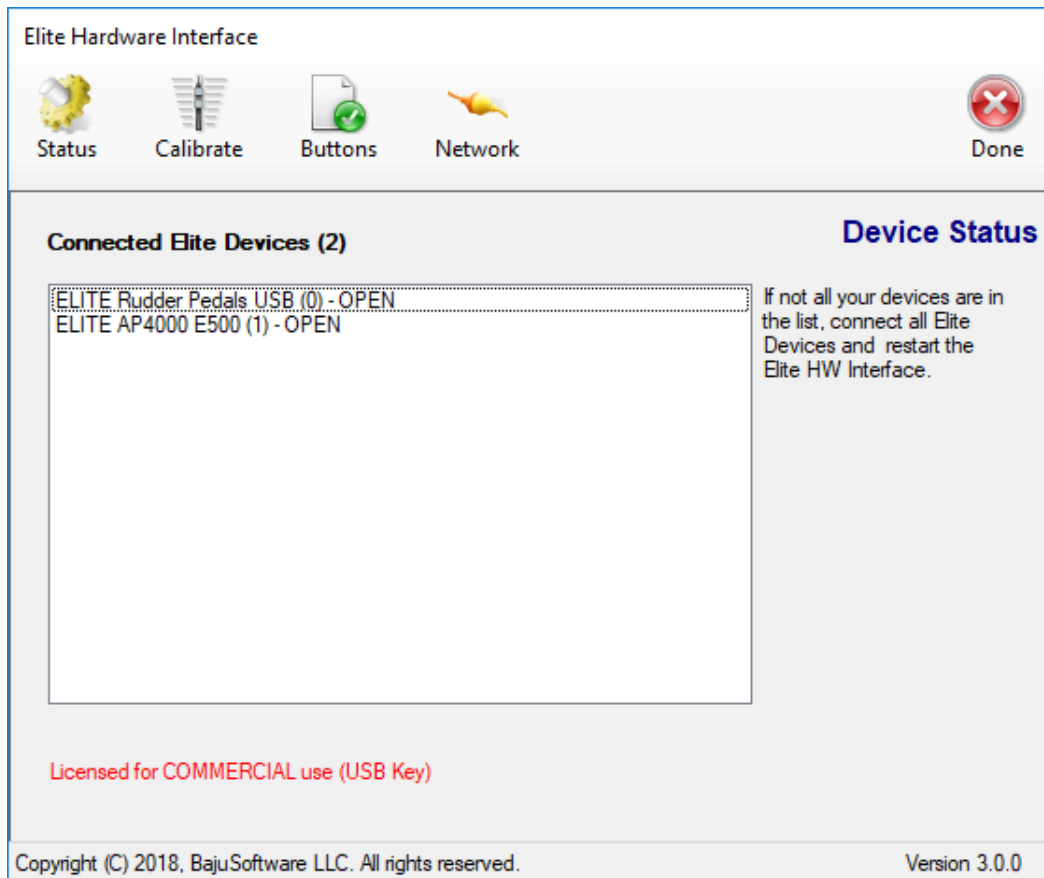 Elite Hardware Interface
Status
Calibrate
Buttons
Network
Done
Connected Elite Devices (2)
Device Status
ELITE Rudder Pedals USB (0) - OPEN
ELITE AP4000 E500 (1) - OPEN
If not all your devices are in
the list, connect all Elite
Devices and restart the
Elite HW Interface.
Licensed for COMMERCIAL use (USB Key)
Copyright (C) 2018, BajuSoftware LLC. All rights reserved.
Version 3.0.0